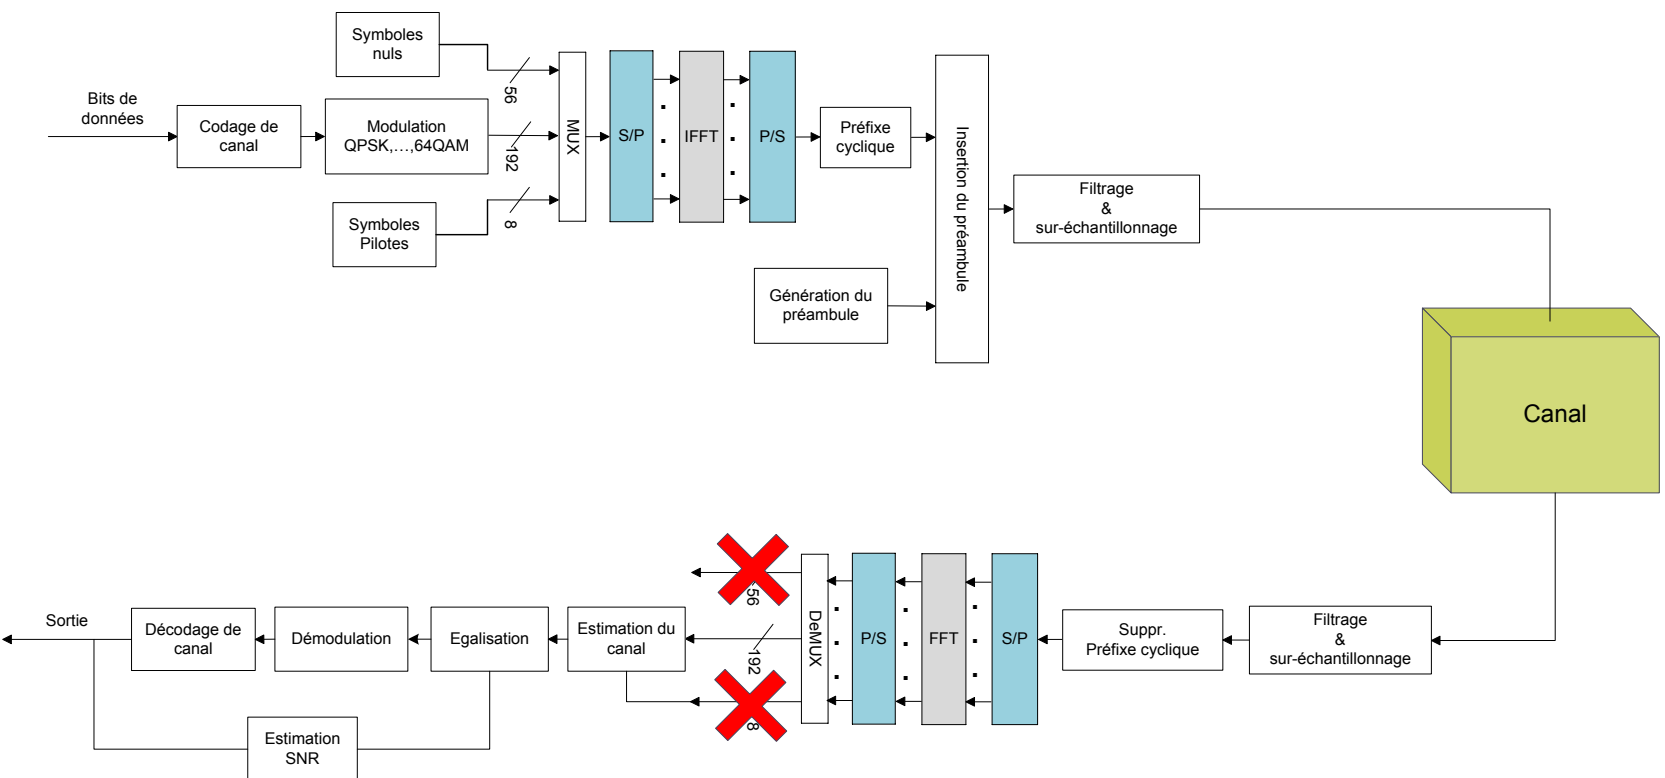 Symboles
nuls
56
Bits de
données
Codage de
canal
Modulation
QPSK,...,64QAM
192
Symboles
Pilotes
8
MUX
S/P
IFFT
P/S
Préfixe
cyclique
Génération du
préambule
Insertion du préambule
Filtrage
&
sur-échantillonnage
Canal
Filtrage
&
sur-échantillonnage
Suppr.
Préfixe cyclique
S/P
FFT
P/S
DeMUX
56
192
8
Estimation du
canal
Egalisation
Démodulation
Décodage de
canal
Sortie
Estimation
SNR